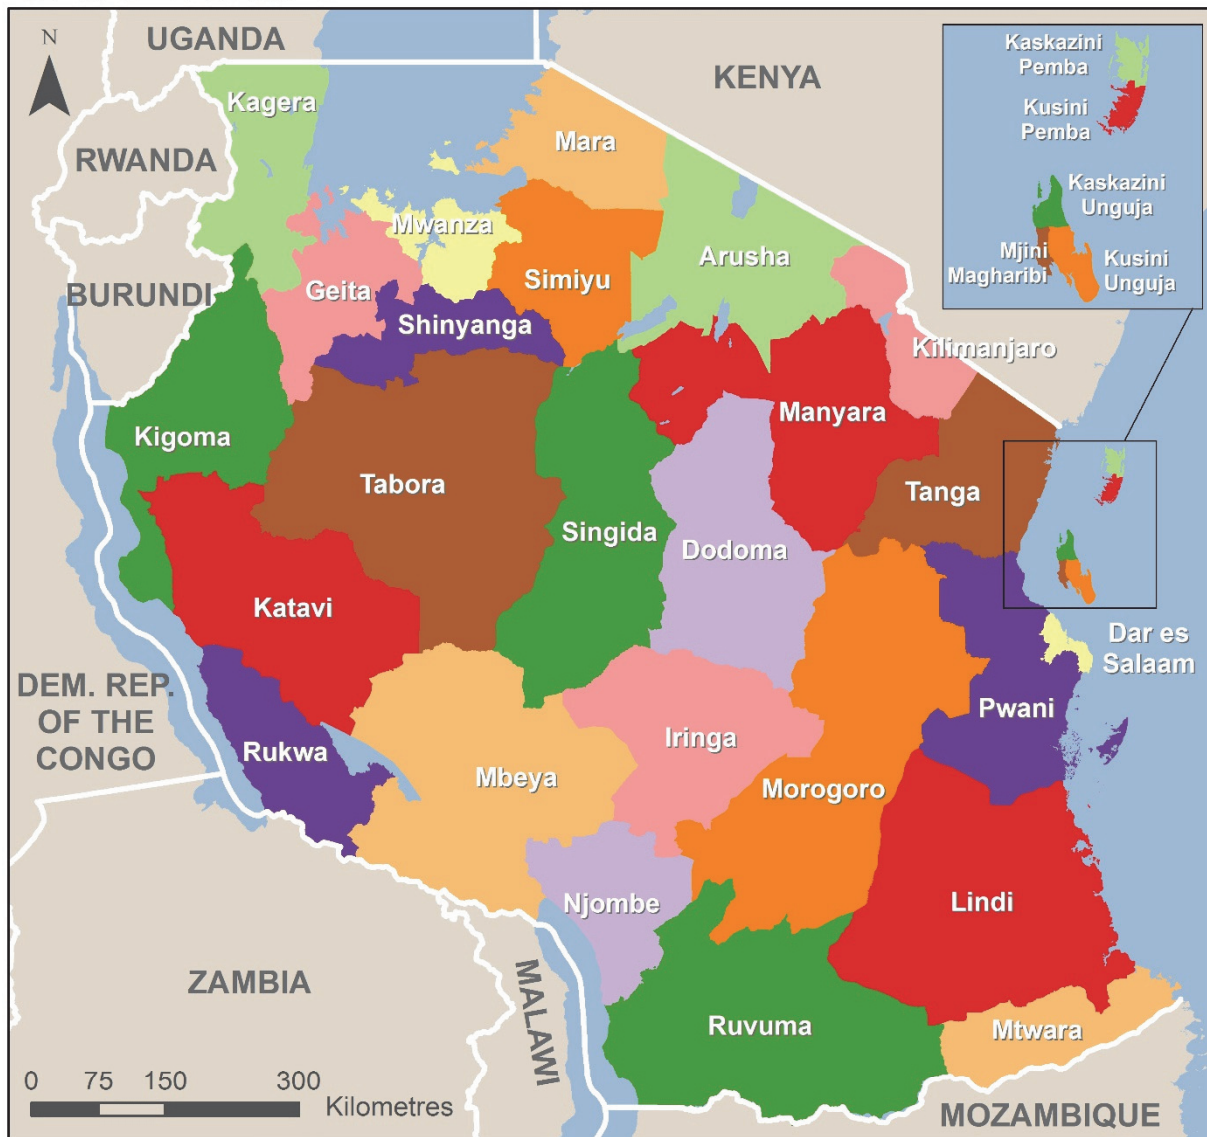 N
UGANDA
KENYA
Kaskazini
Pemba
Kusini
Pemba
Kaskazini
Unguja
Mjini
Magharibi
Kusini
Unguja
Kagera
RWANDA
Mara
Mwanza
BURUNDI
Geita
Simiyu
Arusha
Shinyanga
Kilimanjaro
Manyara
Kigoma
Tabora
Singida
Dodoma
Tanga
Katavi
Dar es
Salaam
DEM. REP.
OF THE
CONGO
Rukwa
Mbeya
Iringa
Pwani
Morogoro
Njombe
Lindi
ZAMBIA
MALAWI
Ruvuma
Mtwara
0 75 150 300
Kilometres
MOZAMBIQUE